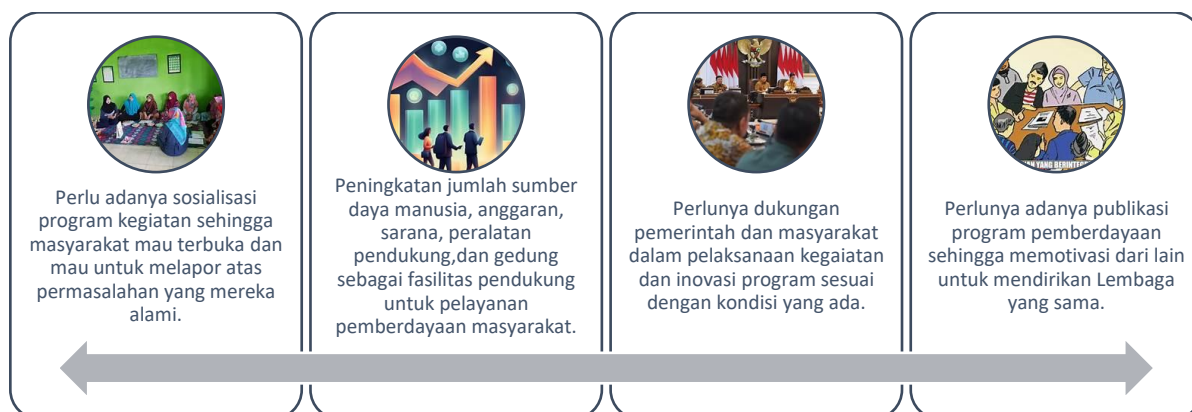 Perlu adanya sosialisasi
program kegiatan sehingga
masyarakat mau terbuka dan
mau untuk melapor atas
permasalahan yang mereka
alami.
Peningkatan jumlah sumber
daya manusia, anggaran,
sarana, peralatan
pendukung,dan gedung
sebagai fasilitas pendukung
untuk pelayanan
pemberdayaan masyarakat.
Perlunya dukungan
pemerintah dan masyarakat
dalam pelaksanaan kegaiatan
dan inovasi program sesuai
dengan kondisi yang ada.
AN YANG BERINTEG
Perlunya adanya publikasi
program pemberdayaan
sehingga memotivasi dari lain
untuk mendirikan Lembaga
yang sama.